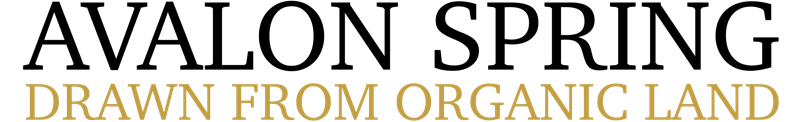 AVALON SPRING
DRAWN FROM ORGANIC LAND